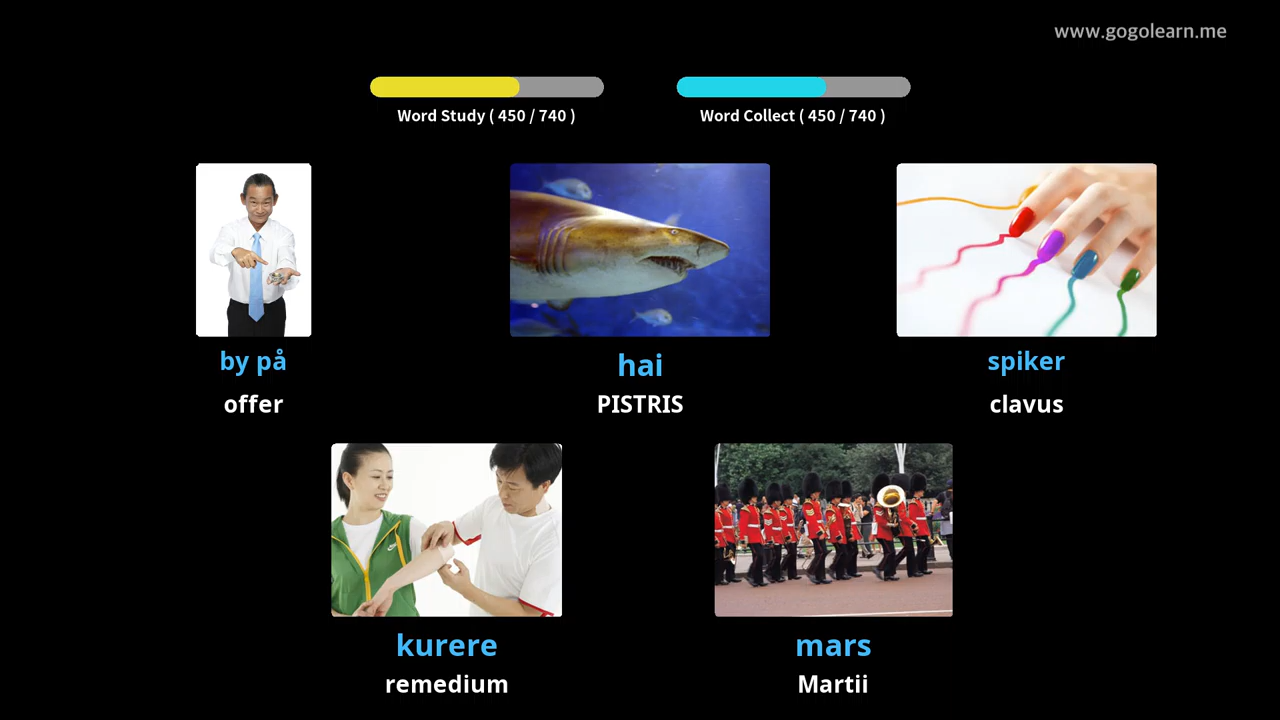 www.gogolearn.me
Word Study ( 450 / 740 )
Word Collect ( 450 / 740 )
by på
offer
hai
PISTRIS
spiker
clavus
kurere
remedium
mars
Martii